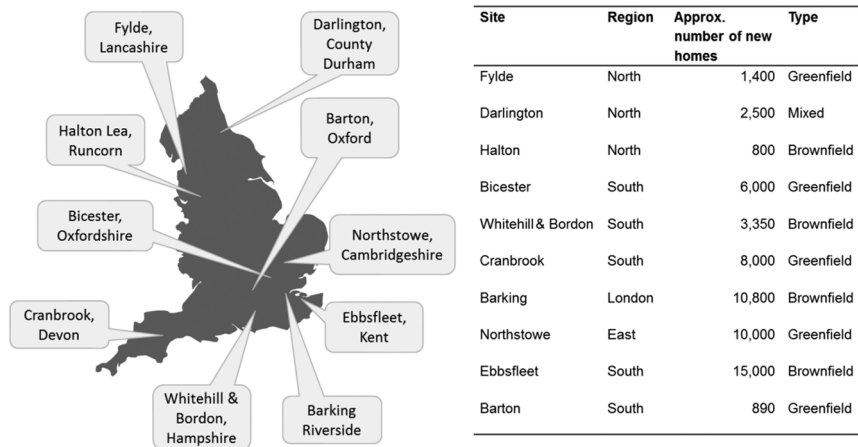 Fylde,
Lancashire
Darlington,
County
Durham
Halton Lea,
Runcorn
Barton,
Oxford
Bicester,
Oxfordshire
Northstowe,
Cambridgeshire
Cranbrook,
Devon
Ebbsfleet,
Kent
Whitehill &
Bordon,
Hampshire
Barking
Riverside
Site Region Approx. number of new homes Type
Fylde North 1,400 Greenfield
Darlington North 2,500 Mixed
Halton North 800 Brownfield
Bicester South 6,000 Greenfield
Whitehill & Bordon South 3,350 Brownfield
Cranbrook South 8,000 Greenfield
Barking London 10,800 Brownfield
Northstowe East 10,000 Greenfield
Ebbsfleet South 15,000 Brownfield
Barton South 890 Greenfield